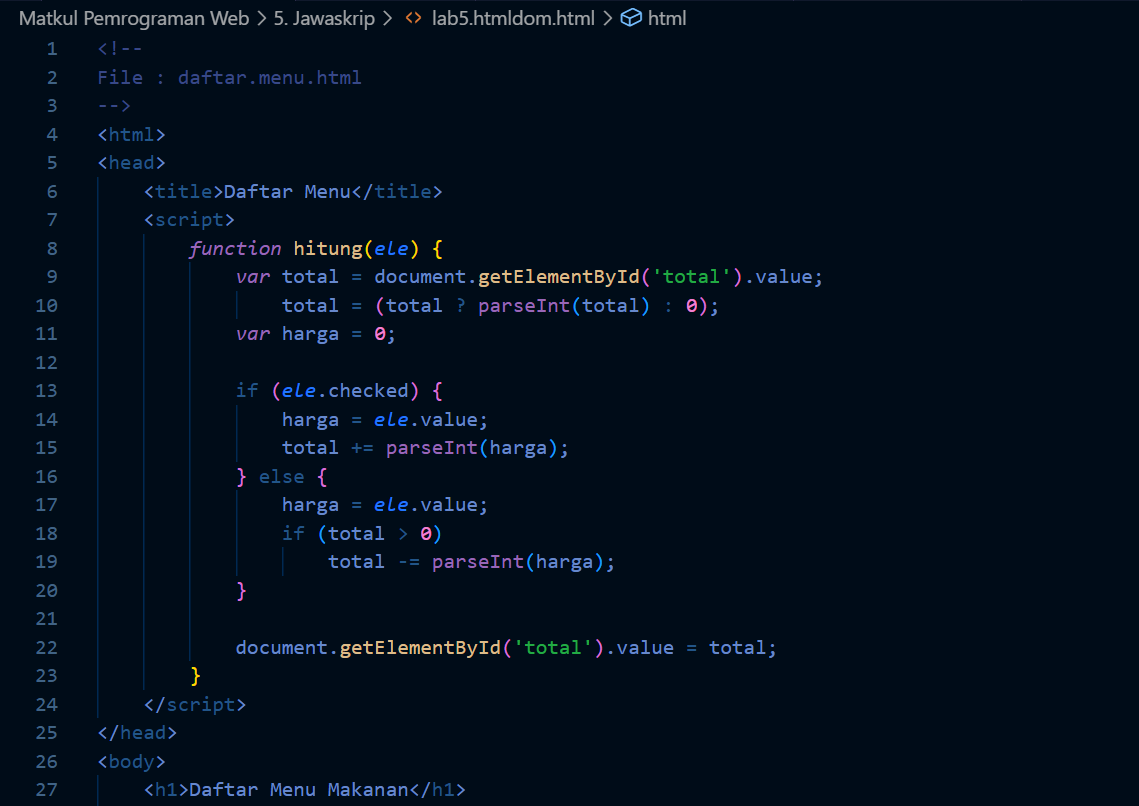 Matkul Pemrograman Web > 5. Jawaskrip > <> lab5.htmldom.html > html
1 <!--
2 File : daftar.menu.html
3 -->
4 <html>
5 <head>
6     <title>Daftar Menu</title>
7     <script>
8         function hitung(ele) {
9             var total = document.getElementById('total').value;
10                 total = (total ? parseInt(total) : 0);
11             var harga = 0;
12
13             if (ele.checked) {
14                 harga = ele.value;
15                 total += parseInt(harga);
16             } else {
17                 harga = ele.value;
18                 if (total > 0)
19                     total -= parseInt(harga);
20             }
21
22             document.getElementById('total').value = total;
23         }
24     </script>
25 </head>
26 <body>
27     <h1>Daftar Menu Makanan</h1>